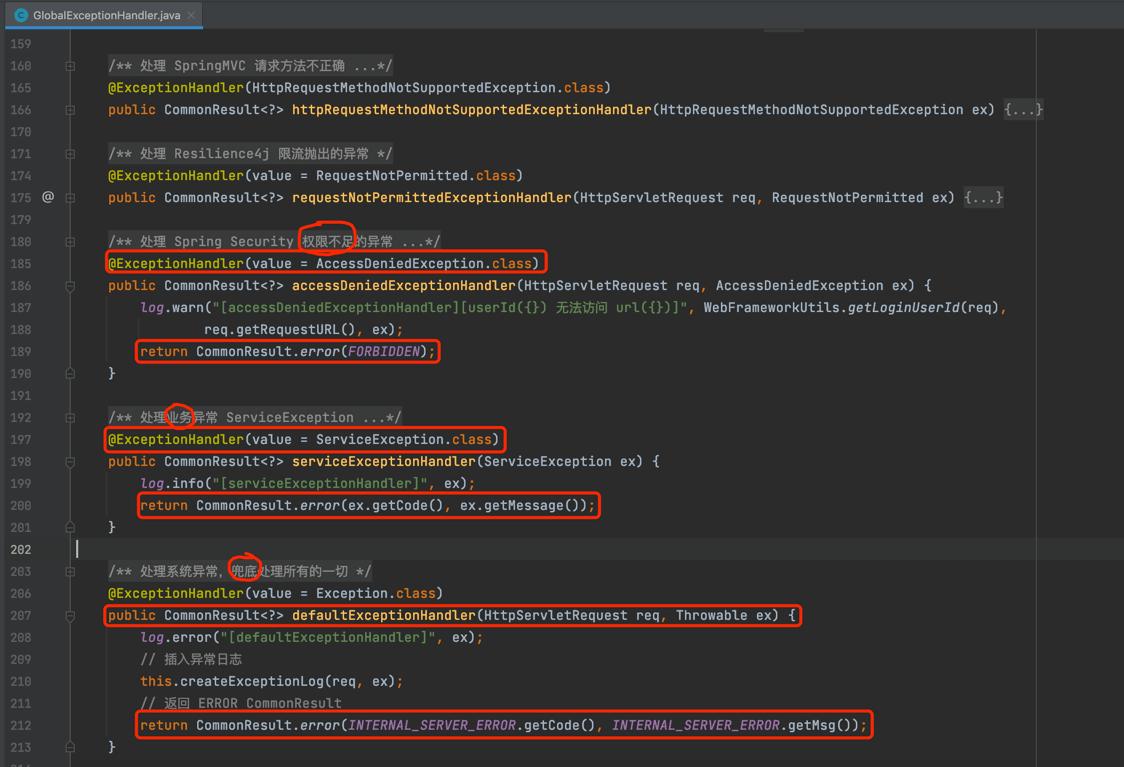 GlobalExceptionHandler.java
159
160 /** 处理 SpringMVC 请求方法不正确 ...*/
165 @ExceptionHandler(HttpRequestMethodNotSupportedException.class)
166 public CommonResult<?> httpRequestMethodNotSupportedExceptionHandler(HttpRequestMethodNotSupportedException ex) {...}
170
171 /** 处理 Resilience4j 限流抛出的异常 */
174 @ExceptionHandler(value = RequestNotPermitted.class)
175 @ public CommonResult<?> requestNotPermittedExceptionHandler(HttpServletRequest req, RequestNotPermitted ex) {...}
179
180 /** 处理 Spring Security 权限不足的异常 ...*/
185 @ExceptionHandler(value = AccessDeniedException.class)
186 public CommonResult<?> accessDeniedExceptionHandler(HttpServletRequest req, AccessDeniedException ex) {
187 log.warn("[accessDeniedExceptionHandler][userId({}) 无法访问 url({})]", WebFrameworkUtils.getLoginUserId(req),
188 req.getRequestURL(), ex);
189 return CommonResult.error(FORBIDDEN);
190 }
191
192 /** 处理业务异常 ServiceException ...*/
197 @ExceptionHandler(value = ServiceException.class)
198 public CommonResult<?> serviceExceptionHandler(ServiceException ex) {
199 log.info("[serviceExceptionHandler]", ex);
200 return CommonResult.error(ex.getCode(), ex.getMessage());
201 }
202
203 /** 处理系统异常，兜底处理所有的一切 */
206 @ExceptionHandler(value = Exception.class)
207 public CommonResult<?> defaultExceptionHandler(HttpServletRequest req, Throwable ex) {
208 log.error("[defaultExceptionHandler]", ex);
209 // 插入异常日志
210 this.createExceptionLog(req, ex);
211 // 返回 ERROR CommonResult
212 return CommonResult.error(INTERNAL_SERVER_ERROR.getCode(), INTERNAL_SERVER_ERROR.getMsg());
213 }